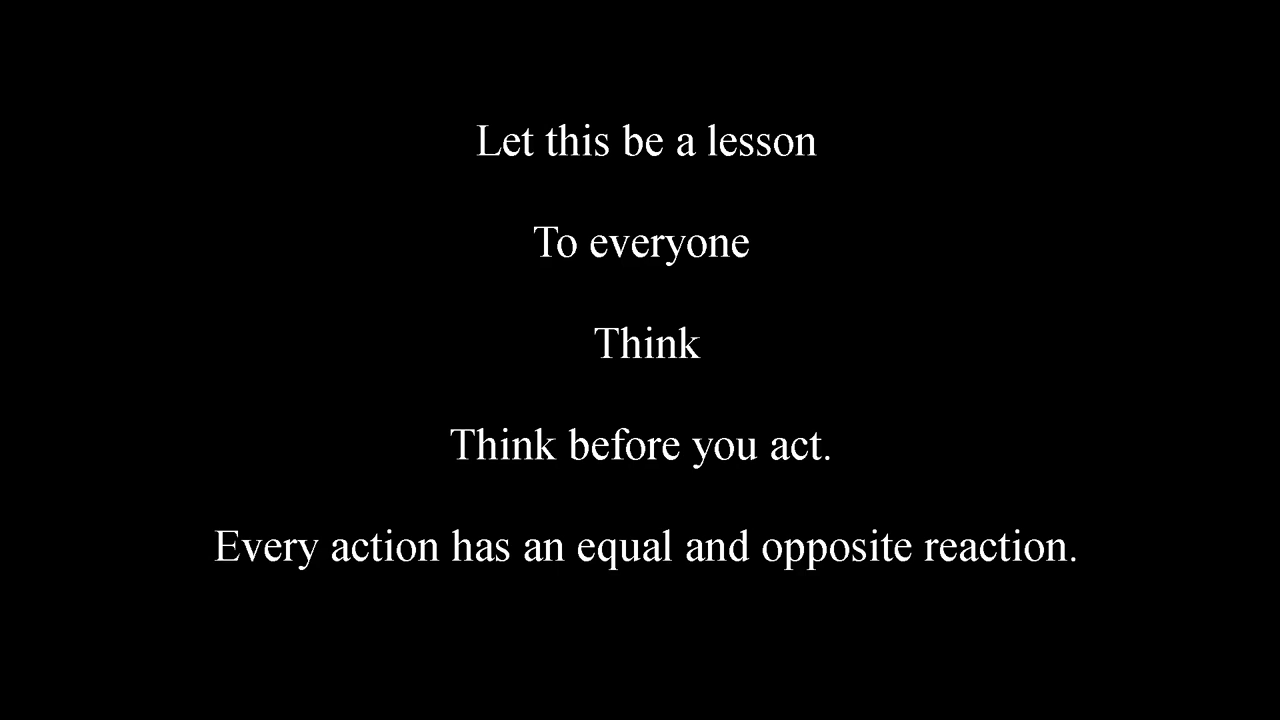 Let this be a lesson
To everyone
Think
Think before you act.
Every action has an equal and opposite reaction.